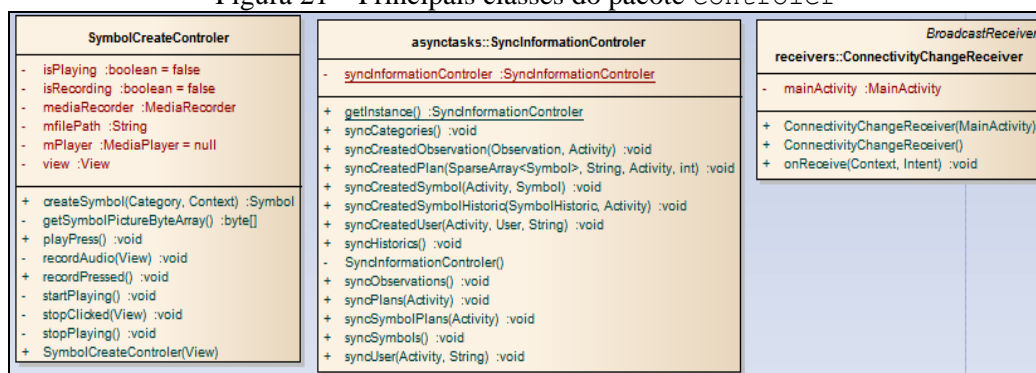 Figura 21 – Principais classes do pacote controler
SymbolCreateControler
- isPlaying :boolean = false
- isRecording :boolean = false
- mediaRecorder :MediaRecorder
- mfilePath :String
- mPlayer :MediaPlayer = null
- view :View
+ createSymbol(Category, Context) :Symbol
- getSymbolPictureByteArray() :byte[]
+ playPress() :void
- recordAudio(View) :void
+ recordPressed() :void
- startPlaying() :void
- stopClicked(View) :void
- stopPlaying() :void
+ SymbolCreateControler(View)
asynctasks::SyncInformationControler
- syncInformationControler :SyncInformationControler
+ getInstance() :SyncInformationControler
+ syncCategories() :void
+ syncCreatedObservation(Observation, Activity) :void
+ syncCreatedPlan(SparseArray<Symbol>, String, Activity, int) :void
+ syncCreatedSymbol(Activity, Symbol) :void
+ syncCreatedSymbolHistoric(SymbolHistoric, Activity) :void
+ syncCreatedUser(Activity, User, String) :void
+ syncHistorics() :void
- SyncInformationControler()
+ syncObservations() :void
+ syncPlans(Activity) :void
+ syncSymbolPlans(Activity) :void
+ syncSymbols() :void
+ syncUser(Activity, String) :void
BroadcastReceiver
receivers::ConnectivityChangeReceiver
- mainActivity :MainActivity
+ ConnectivityChangeReceiver(MainActivity)
+ ConnectivityChangeReceiver()
+ onReceive(Context, Intent) :void